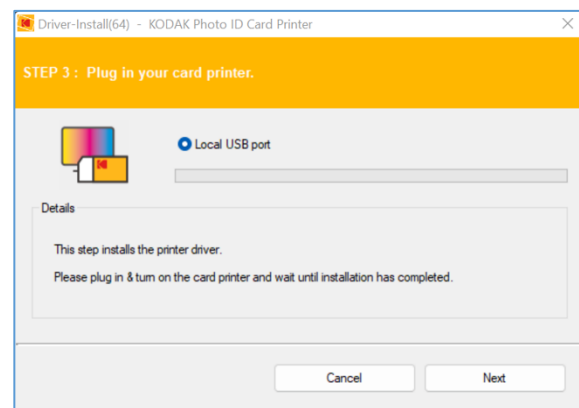 Driver-Install(64) - KODAK Photo ID Card Printer
STEP 3 : Plug in your card printer.
Local USB port
Details
This step installs the printer driver.
Please plug in & turn on the card printer and wait until installation has completed.
Cancel
Next